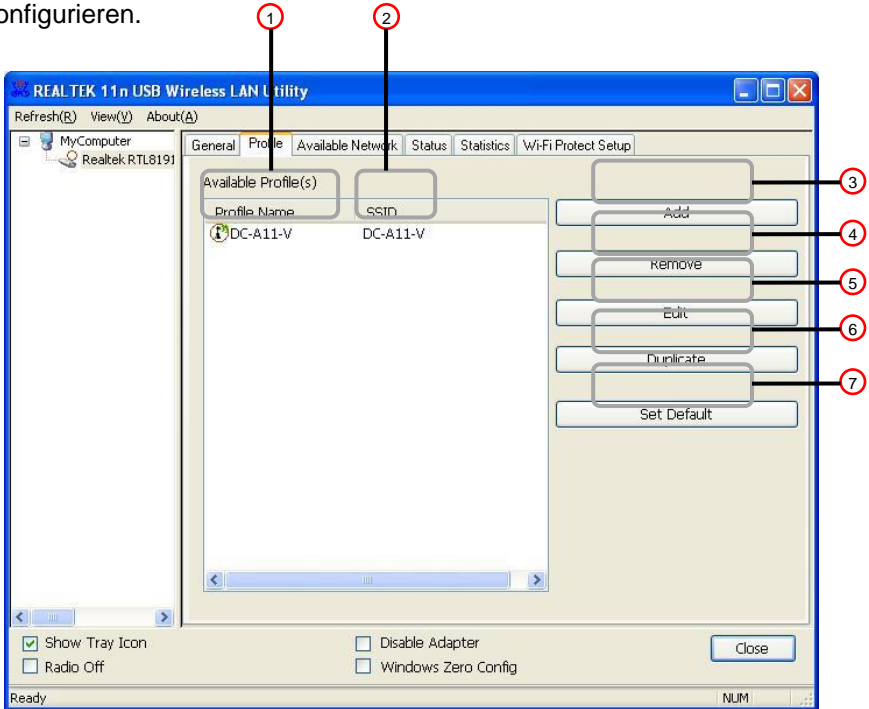 onfigurieren.
1 2
REALTEK 11n USB Wireless LAN Utility
Refresh(R) View(V) About(A)
MyComputer
Realtek RTL8191
General Profile Available Network Status Statistics Wi-Fi Protect Setup
Available Profile(s)
Profile Name SSID
DC-A11-V DC-A11-V
3
Add
4
Remove
5
Edit
6
Duplicate
7
Set Default
Show Tray Icon
Radio Off
Disable Adapter
Windows Zero Config
Close
Ready NUM